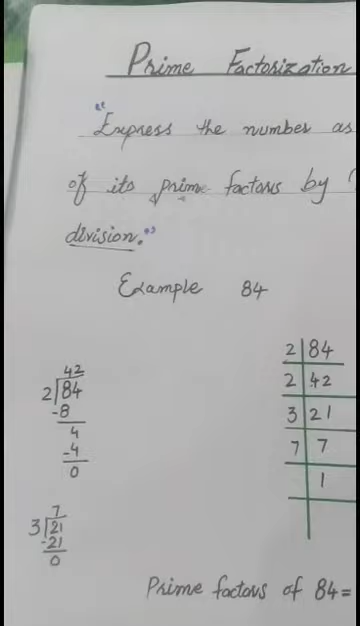 Prime Factorization
"Express the number as
of its prime factors by
division."
Example 84
42
2 84
-8
4
-4
0
7
3 21
-21
0
2 84
2 42
3 21
7 7
1
Prime factors of 84 =